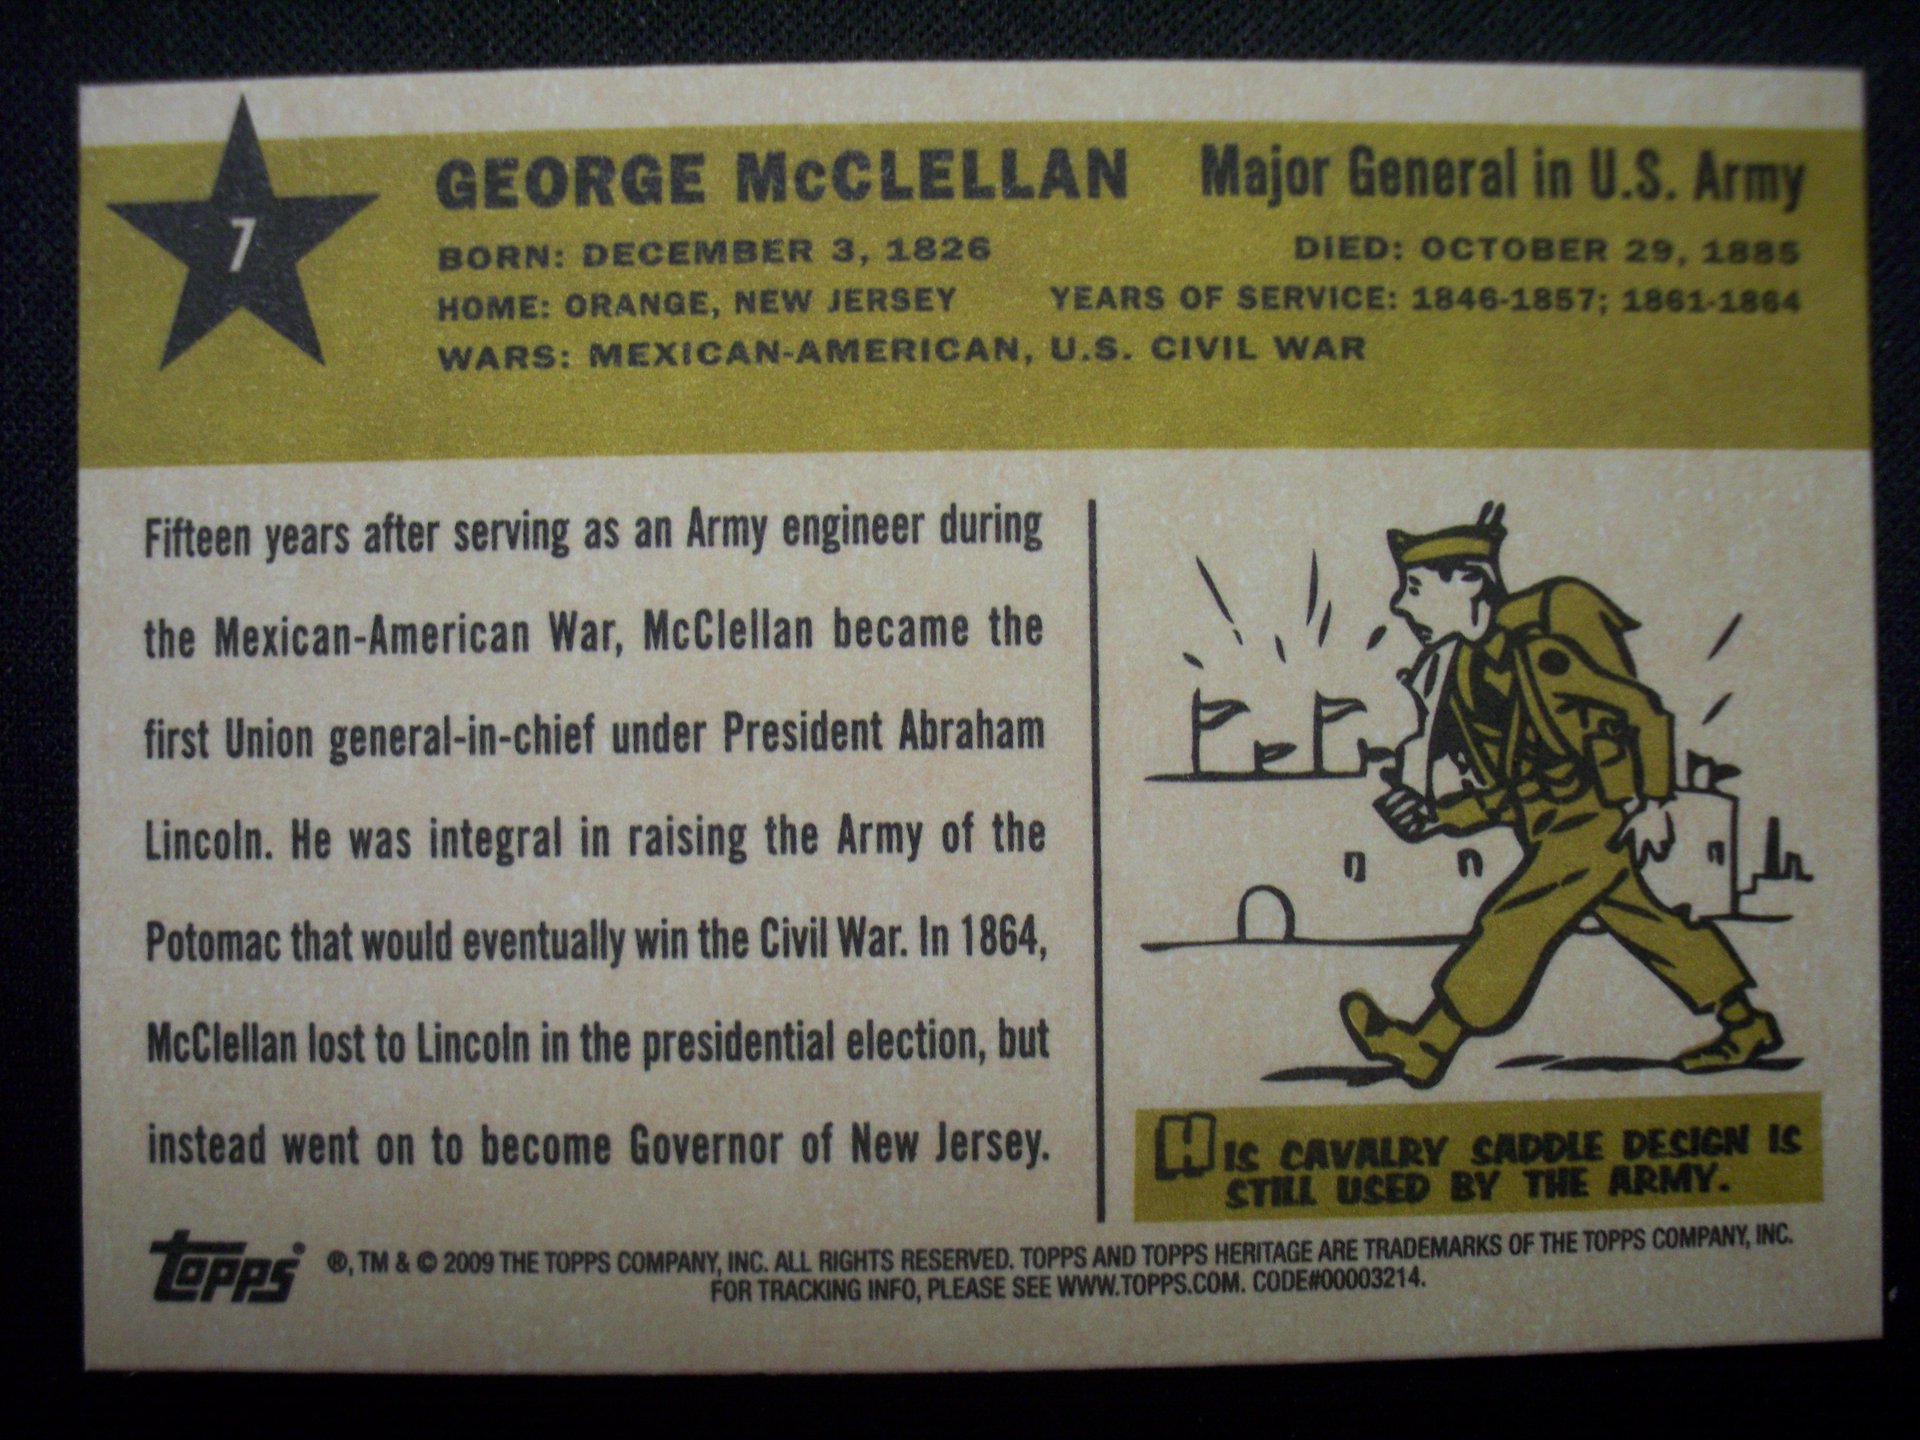 7
GEORGE McCLELLAN Major General in U.S. Army
BORN: DECEMBER 3, 1826 DIED: OCTOBER 29, 1885
HOME: ORANGE, NEW JERSEY YEARS OF SERVICE: 1846-1857; 1861-1864
WARS: MEXICAN-AMERICAN, U.S. CIVIL WAR
Fifteen years after serving as an Army engineer during
the Mexican-American War, McClellan became the
first Union general-in-chief under President Abraham
Lincoln. He was integral in raising the Army of the
Potomac that would eventually win the Civil War. In 1864,
McClellan lost to Lincoln in the presidential election, but
instead went on to become Governor of New Jersey.
HIS CAVALRY SADDLE DESIGN IS
STILL USED BY THE ARMY.
topps ®, TM & © 2009 THE TOPPS COMPANY, INC. ALL RIGHTS RESERVED. TOPPS AND TOPPS HERITAGE ARE TRADEMARKS OF THE TOPPS COMPANY, INC.
FOR TRACKING INFO, PLEASE SEE WWW.TOPPS.COM. CODE#00003214.